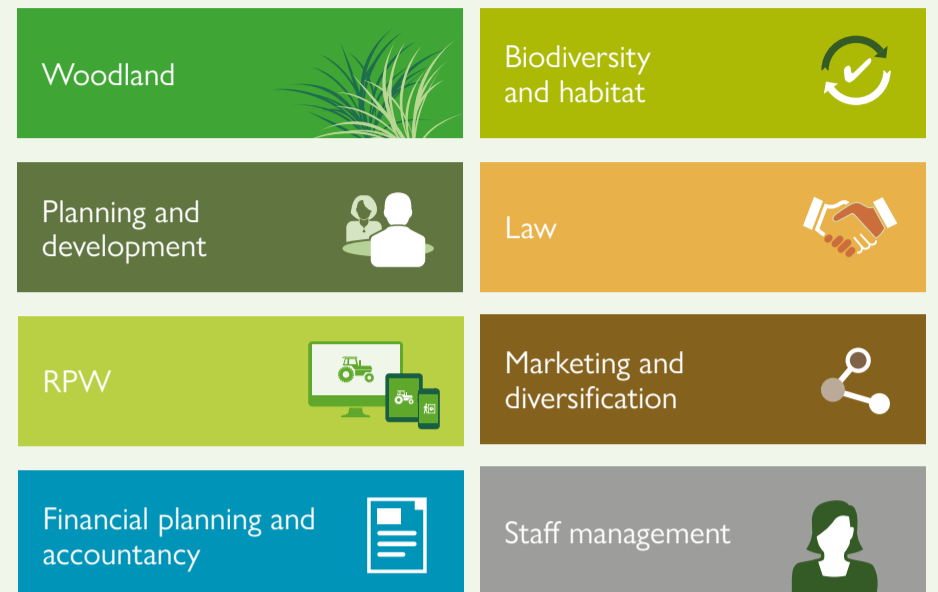 Woodland
Biodiversity
and habitat
Planning and
development
Law
RPW
Marketing and
diversification
Financial planning and
accountancy
Staff management